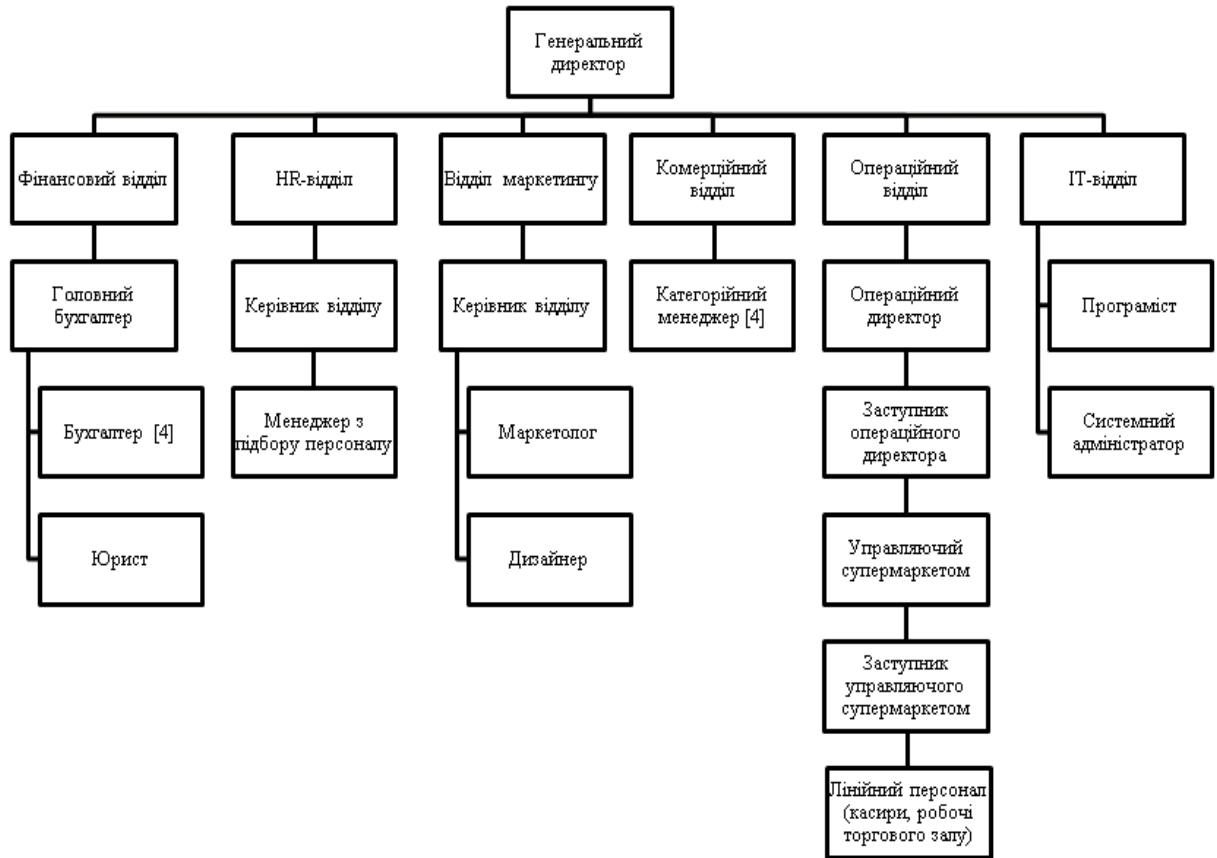 Генеральний
директор
Фінансовий відділ
HR-відділ
Відділ маркетингу
Комерційний
відділ
Операційний
відділ
ІТ-відділ
Головний
бухгалтер
Керівник відділу
Керівник відділу
Категорійний
менеджер [4]
Операційний
директор
Програміст
Бухгалтер [4]
Менеджер з
підбору персоналу
Маркетолог
Заступник
операційного
директора
Системний
адміністратор
Юрист
Дизайнер
Управляючий
супермаркетом
Заступник
управляючого
супермаркетом
Лінійний персонал
(касири, робочі
торгового залу)